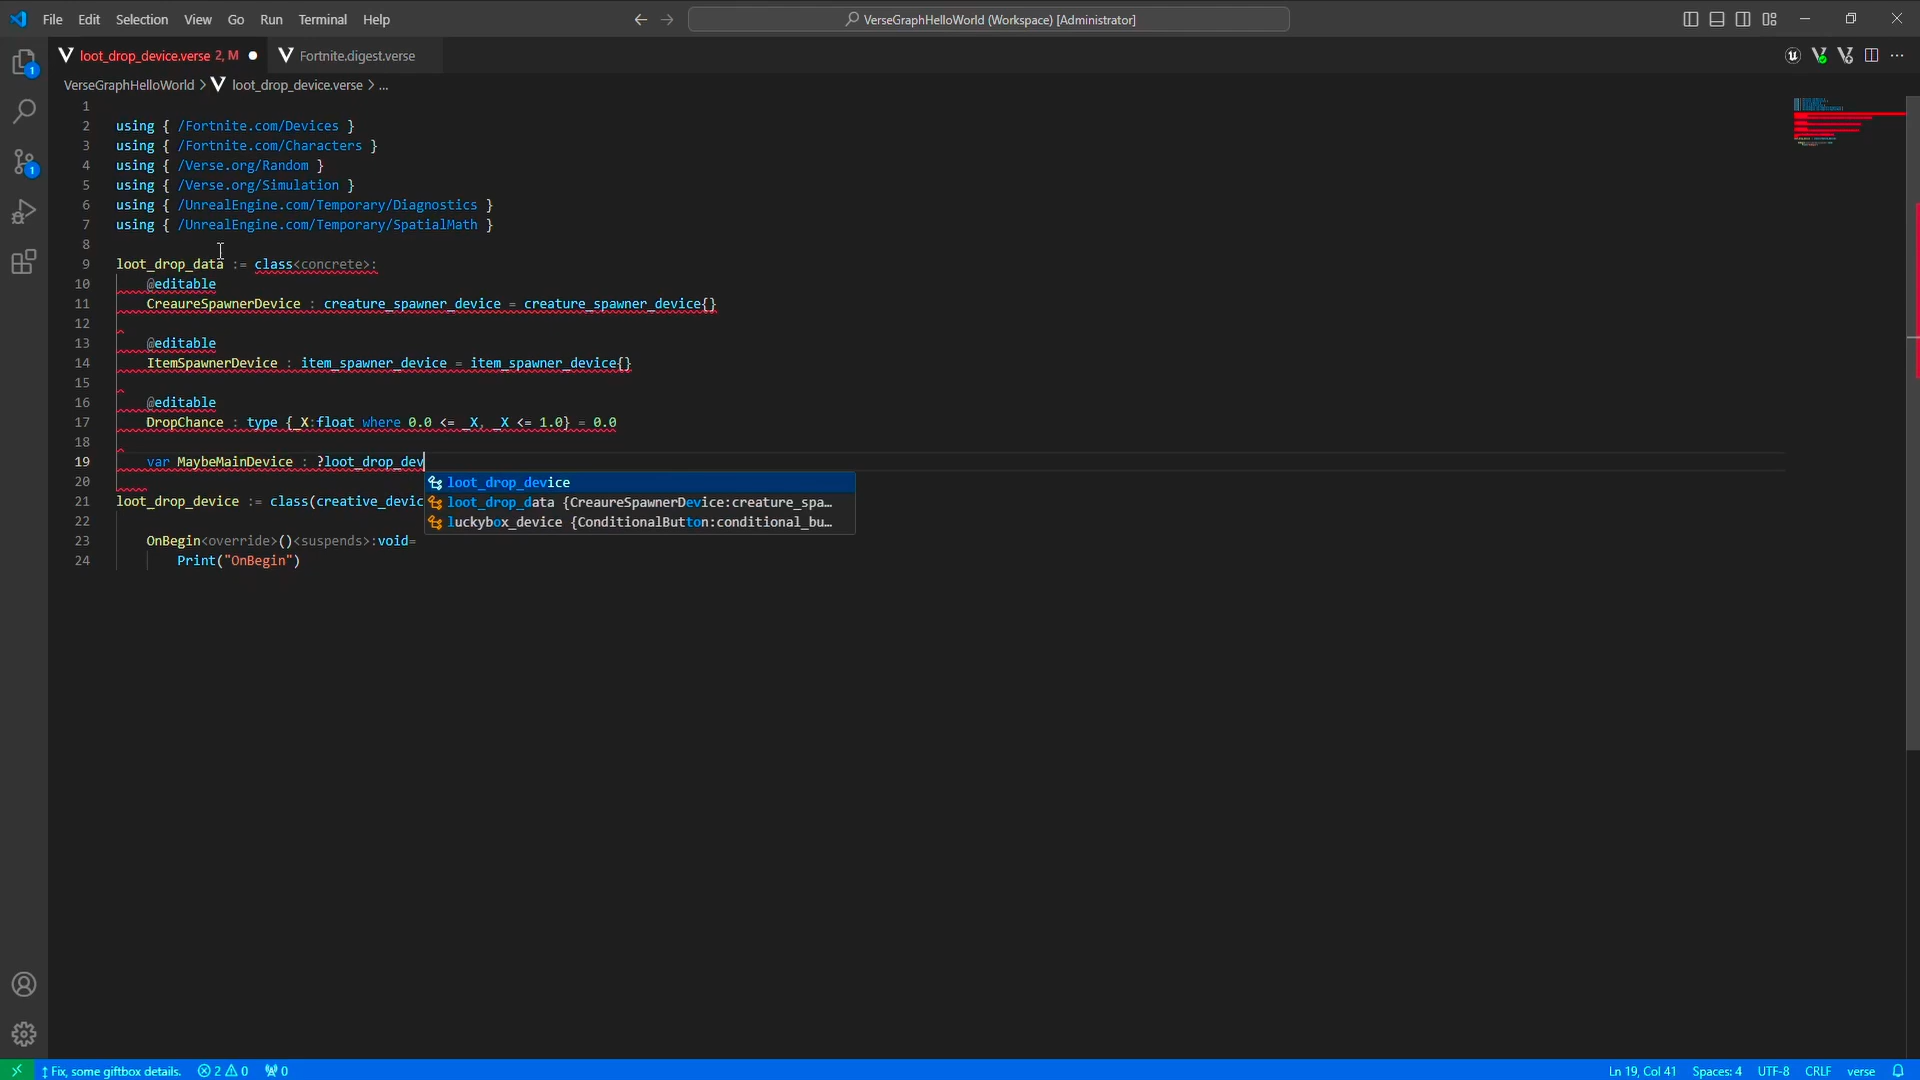 File Edit Selection View Go Run Terminal Help
VerseGraphHelloWorld (Workspace) [Administrator]
loot_drop_device.verse 2, M
Fortnite.digest.verse
VerseGraphHelloWorld > loot_drop_device.verse > ...
1
2 using { /Fortnite.com/Devices }
3 using { /Fortnite.com/Characters }
4 using { /Verse.org/Random }
5 using { /Verse.org/Simulation }
6 using { /UnrealEngine.com/Temporary/Diagnostics }
7 using { /UnrealEngine.com/Temporary/SpatialMath }
8
9 loot_drop_data := class<concrete>:
10 @editable
11 CreaureSpawnerDevice : creature_spawner_device = creature_spawner_device{}
12
13 @editable
14 ItemSpawnerDevice : item_spawner_device = item_spawner_device{}
15
16 @editable
17 DropChance : type {_X:float where 0.0 <= _X, _X <= 1.0} = 0.0
18
19 var MaybeMainDevice : ?loot_drop_dev
20
loot_drop_device
21 loot_drop_device := class(creative_devic
loot_drop_data {CreaureSpawnerDevice:creature_spa...
22
luckybox_device {ConditionalButton:conditional_bu...
23 OnBegin<override>()<suspends>:void=
24 Print("OnBegin")
1
1
Fix, some giftbox details. 2 0 0
Ln 19, Col 41 Spaces: 4 UTF-8 CRLF verse